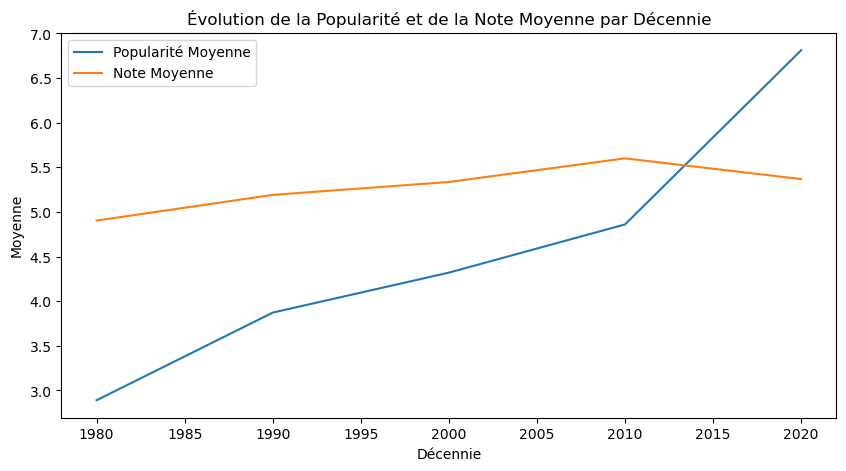 Évolution de la Popularité et de la Note Moyenne par Décennie
Popularité Moyenne
Note Moyenne
7.0
6.5
6.0
5.5
5.0
4.5
4.0
3.5
3.0
Moyenne
1980 1985 1990 1995 2000 2005 2010 2015 2020
Décennie